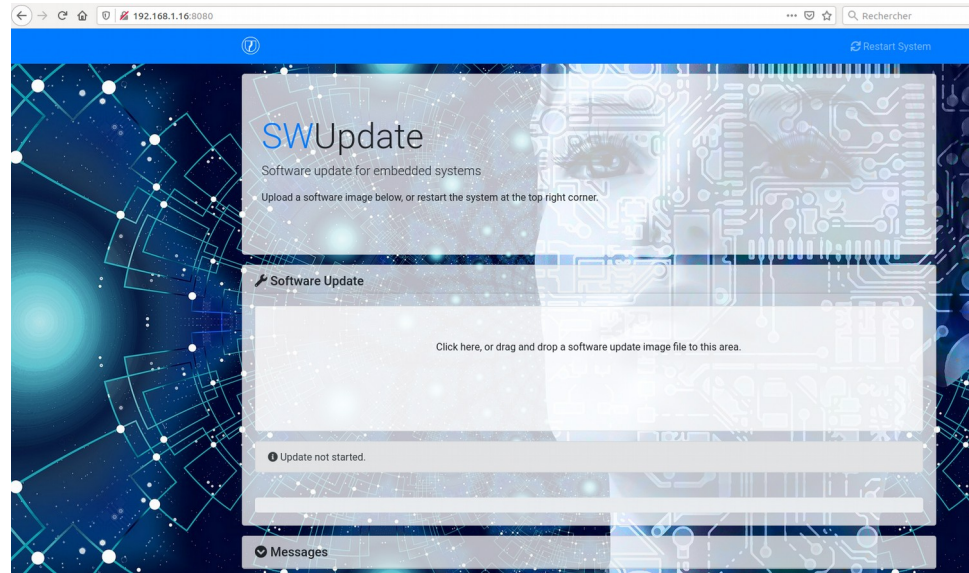 192.168.1.16:8080
Rechercher
Restart System
SWUpdate
Software update for embedded systems
Upload a software image below, or restart the system at the top right corner.
Software Update
Click here, or drag and drop a software update image file to this area.
Update not started.
Messages